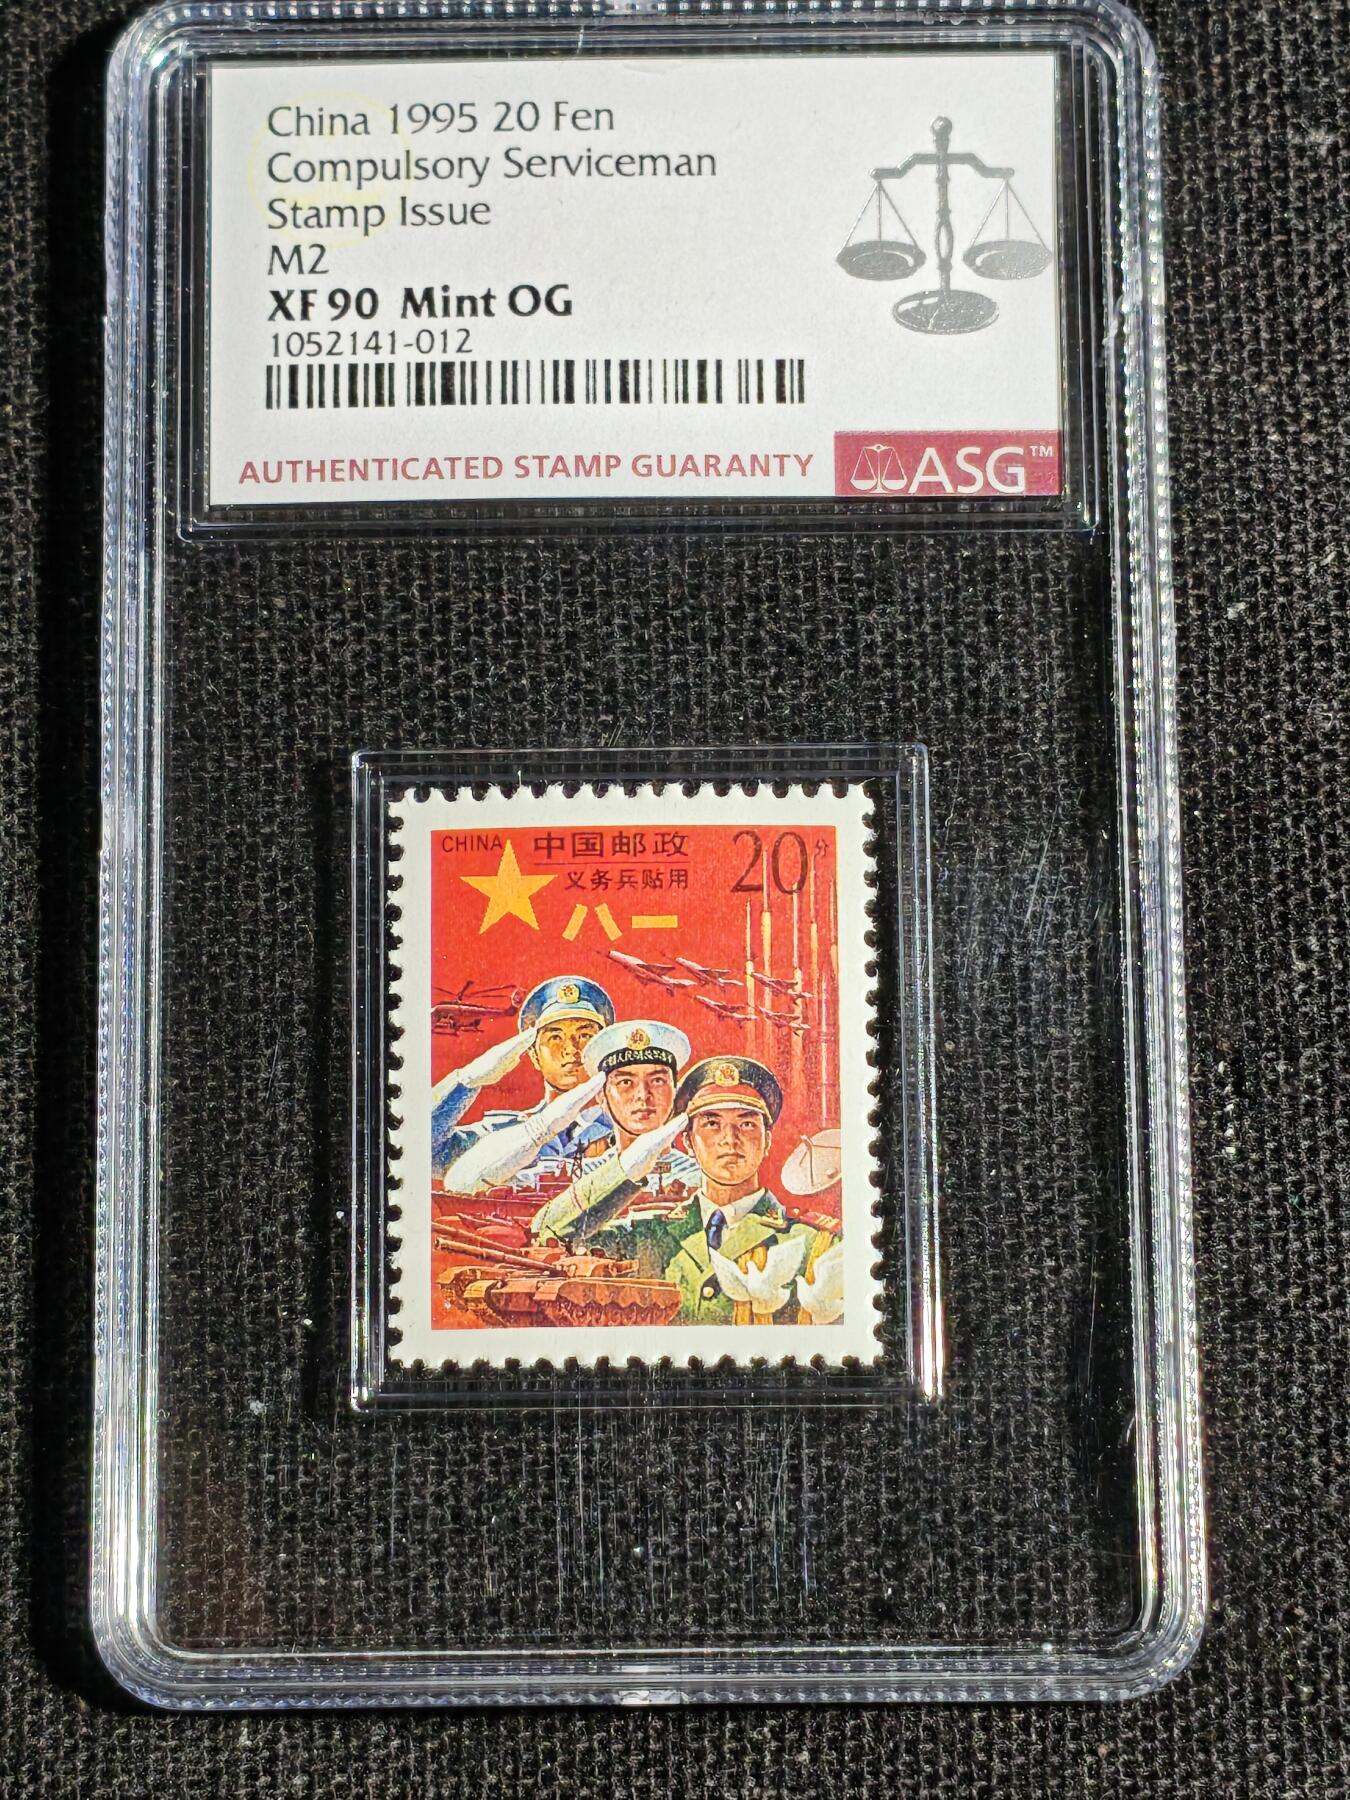 China 1995 20 Fen
Compulsory Serviceman
Stamp Issue
M2
XF 90 Mint OG
1052141-012
AUTHENTICATED STAMP GUARANTY
ASG™
CHINA 中国邮政 20分
义务兵贴用
八一